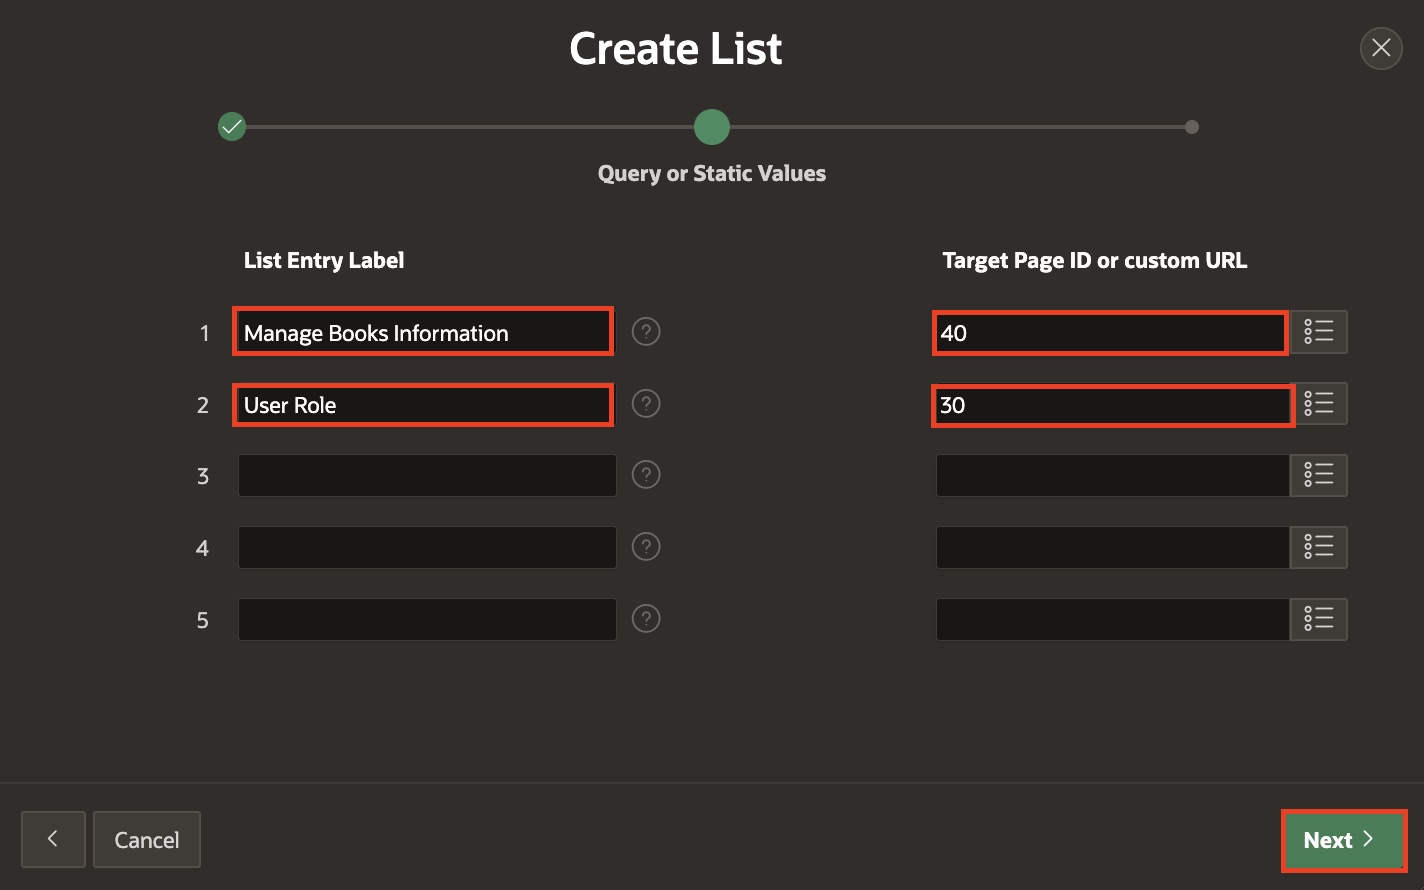 Create List
Query or Static Values
List Entry Label Target Page ID or custom URL
1 Manage Books Information ? 40
2 User Role ? 30
3 ?
4 ?
5 ?
Cancel Next